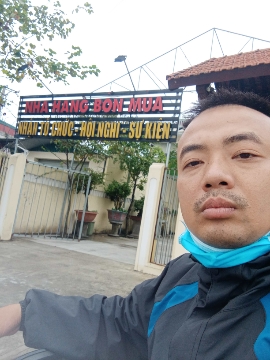 NHÀ HÀNG BỐN MÙA
NHẬN TỔ CHỨC - HỘI NGHỊ - SỰ KIỆN